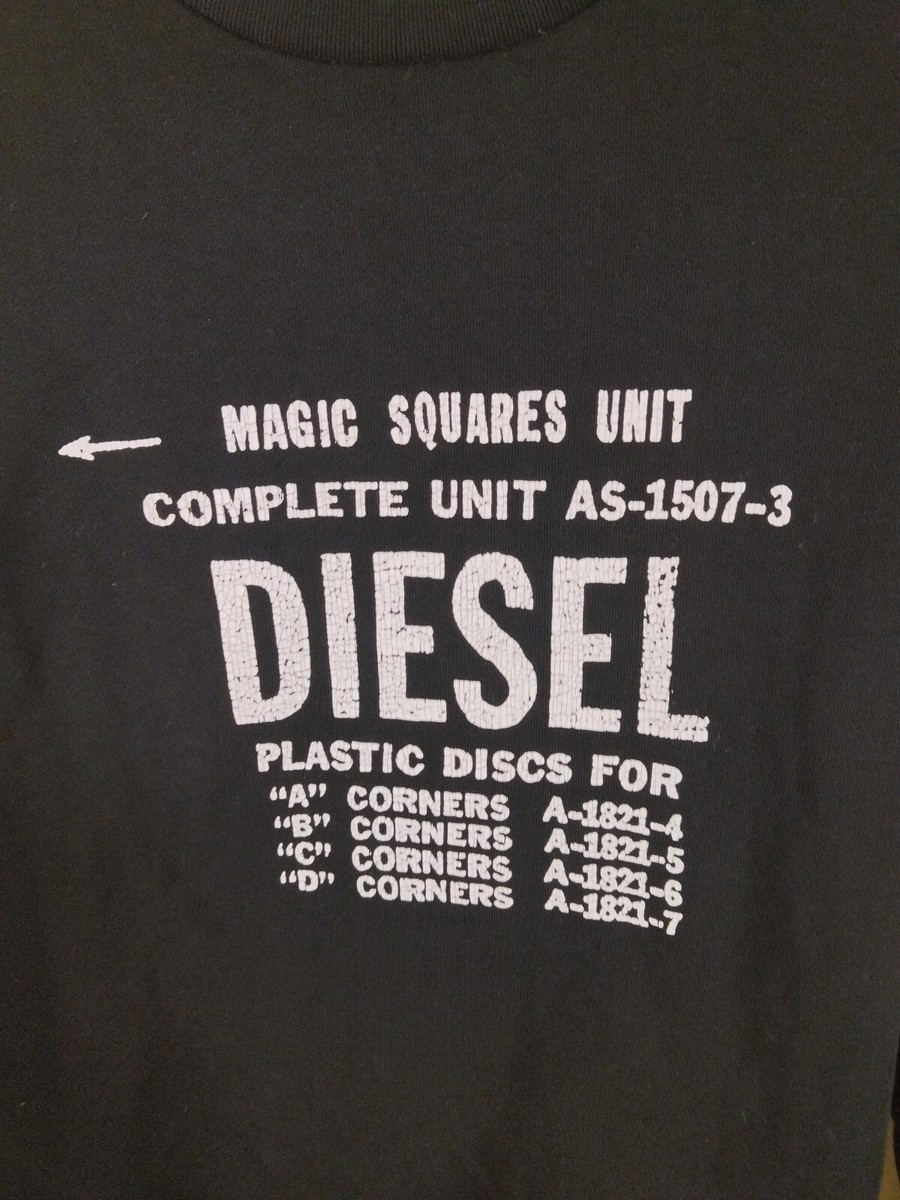 MAGIC SQUARES UNIT
COMPLETE UNIT AS-1507-3
DIESEL
PLASTIC DISCS FOR
“A” CORNERS A-1821-4
“B” CORNERS A-1821-5
“C” CORNERS A-1821-6
“D” CORNERS A-1821-7